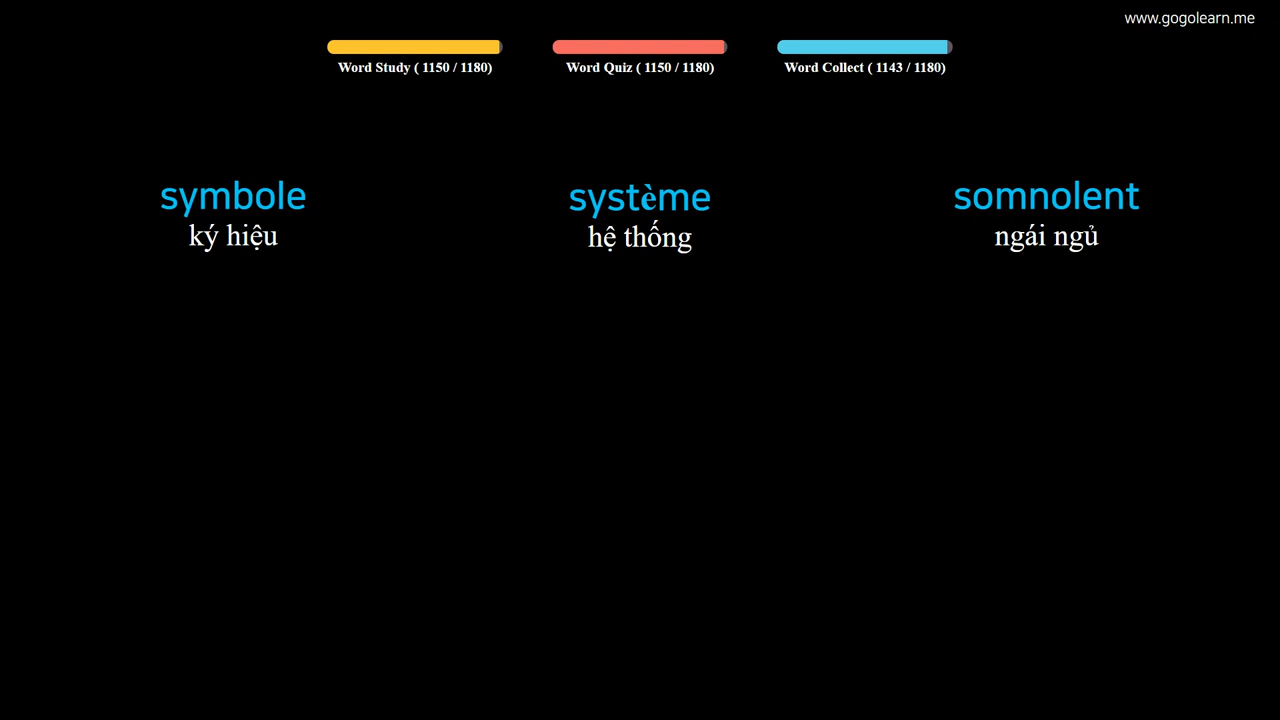 www.gogolearn.me
Word Study ( 1150 / 1180)
Word Quiz ( 1150 / 1180)
Word Collect ( 1143 / 1180)
symbole
ký hiệu
système
hệ thống
somnolent
ngái ngủ